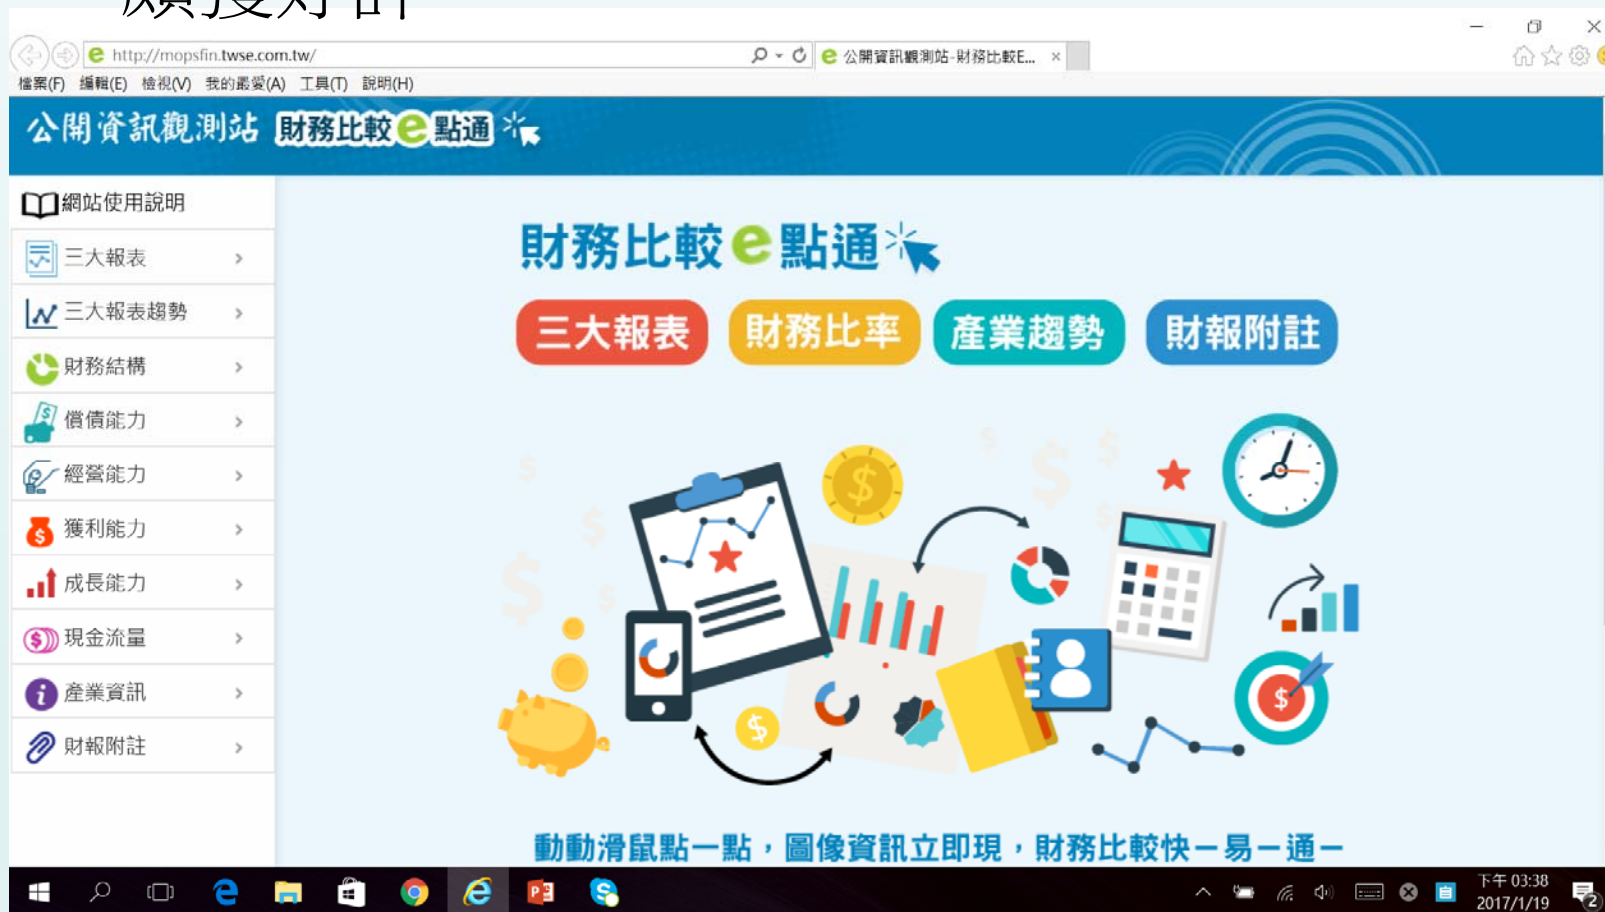 頗獲好評
http://mopsfin.twse.com.tw/
公開資訊觀測站-財務比較E...
檔案(F) 編輯(E) 檢視(V) 我的最愛(A) 工具(T) 說明(H)
公開資訊觀測站 財務比較e點通
網站使用說明
三大報表
三大報表趨勢
財務結構
償債能力
經營能力
獲利能力
成長能力
現金流量
產業資訊
財報附註
財務比較e點通
三大報表 財務比率 產業趨勢 財報附註
動動滑鼠點一點，圖像資訊立即現，財務比較快一易一通一
下午 03:38
2017/1/19
2